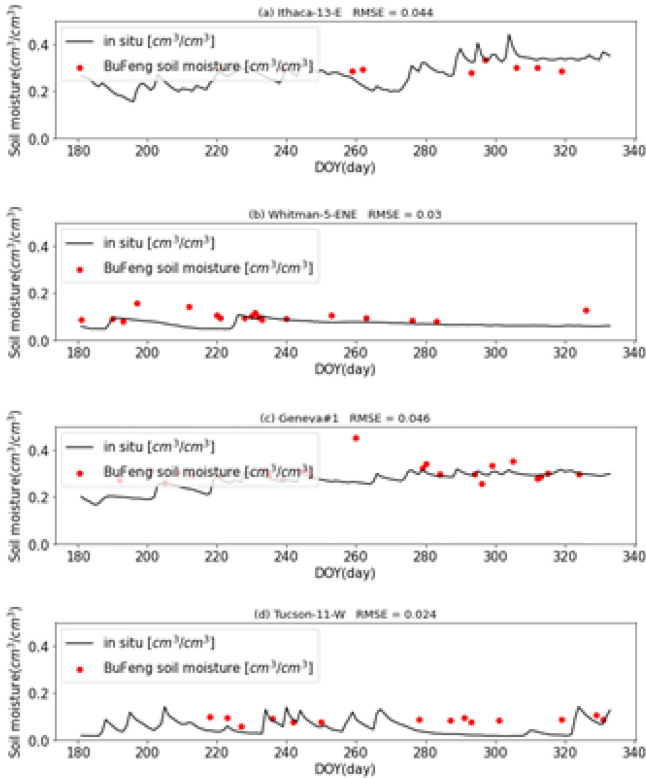 (a) Ithaca-13-E RMSE = 0.044
Soil moisture(cm³/cm³)
0.4
0.2
0.0
in situ [cm³/cm³]
BuFeng soil moisture [cm³/cm³]
180 200 220 240 260 280 300 320 340
DOY(day)
(b) Whitman-5-ENE RMSE = 0.03
Soil moisture(cm³/cm³)
0.4
0.2
0.0
in situ [cm³/cm³]
BuFeng soil moisture [cm³/cm³]
180 200 220 240 260 280 300 320 340
DOY(day)
(c) Geneva#1 RMSE = 0.046
Soil moisture(cm³/cm³)
0.4
0.2
0.0
in situ [cm³/cm³]
BuFeng soil moisture [cm³/cm³]
180 200 220 240 260 280 300 320 340
DOY(day)
(d) Tucson-11-W RMSE = 0.024
Soil moisture(cm³/cm³)
0.4
0.2
0.0
in situ [cm³/cm³]
BuFeng soil moisture [cm³/cm³]
180 200 220 240 260 280 300 320 340
DOY(day)